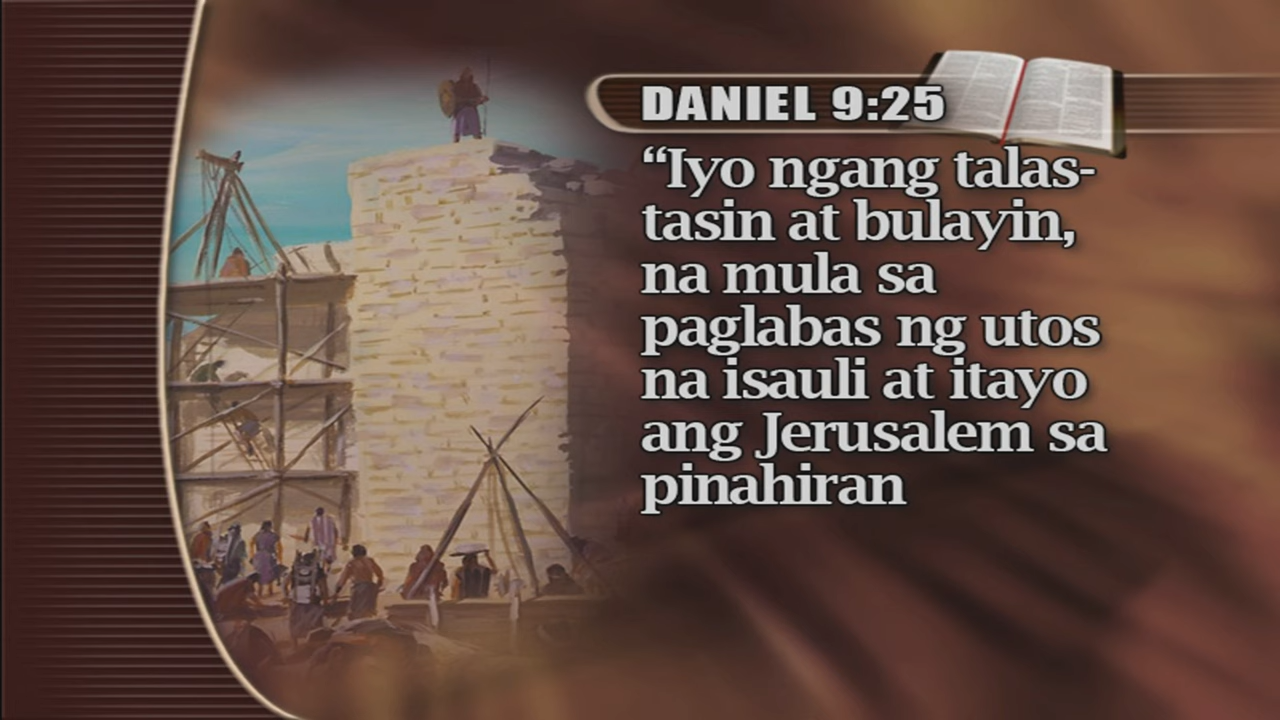 DANIEL 9:25
“Iyo ngang talas-
tasin at bulayin,
na mula sa
paglabas ng utos
na isauli at itayo
ang Jerusalem sa
pinahiran